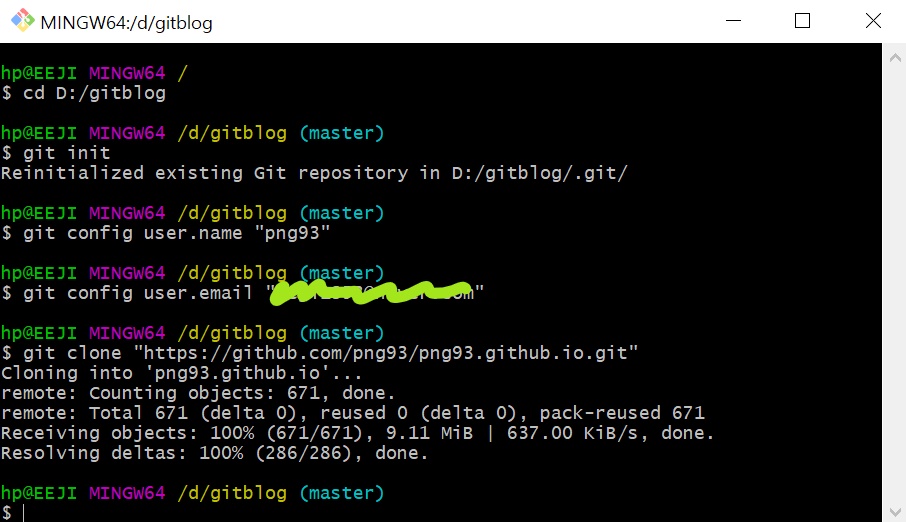 MINGW64:/d/gitblog
hp@EEJI MINGW64 /
$ cd D:/gitblog
hp@EEJI MINGW64 /d/gitblog (master)
$ git init
Reinitialized existing Git repository in D:/gitblog/.git/
hp@EEJI MINGW64 /d/gitblog (master)
$ git config user.name "png93"
hp@EEJI MINGW64 /d/gitblog (master)
$ git config user.email "
hp@EEJI MINGW64 /d/gitblog (master)
$ git clone "https://github.com/png93/png93.github.io.git"
Cloning into 'png93.github.io'...
remote: Counting objects: 671, done.
remote: Total 671 (delta 0), reused 0 (delta 0), pack-reused 671
Receiving objects: 100% (671/671), 9.11 MiB | 637.00 KiB/s, done.
Resolving deltas: 100% (286/286), done.
hp@EEJI MINGW64 /d/gitblog (master)
$